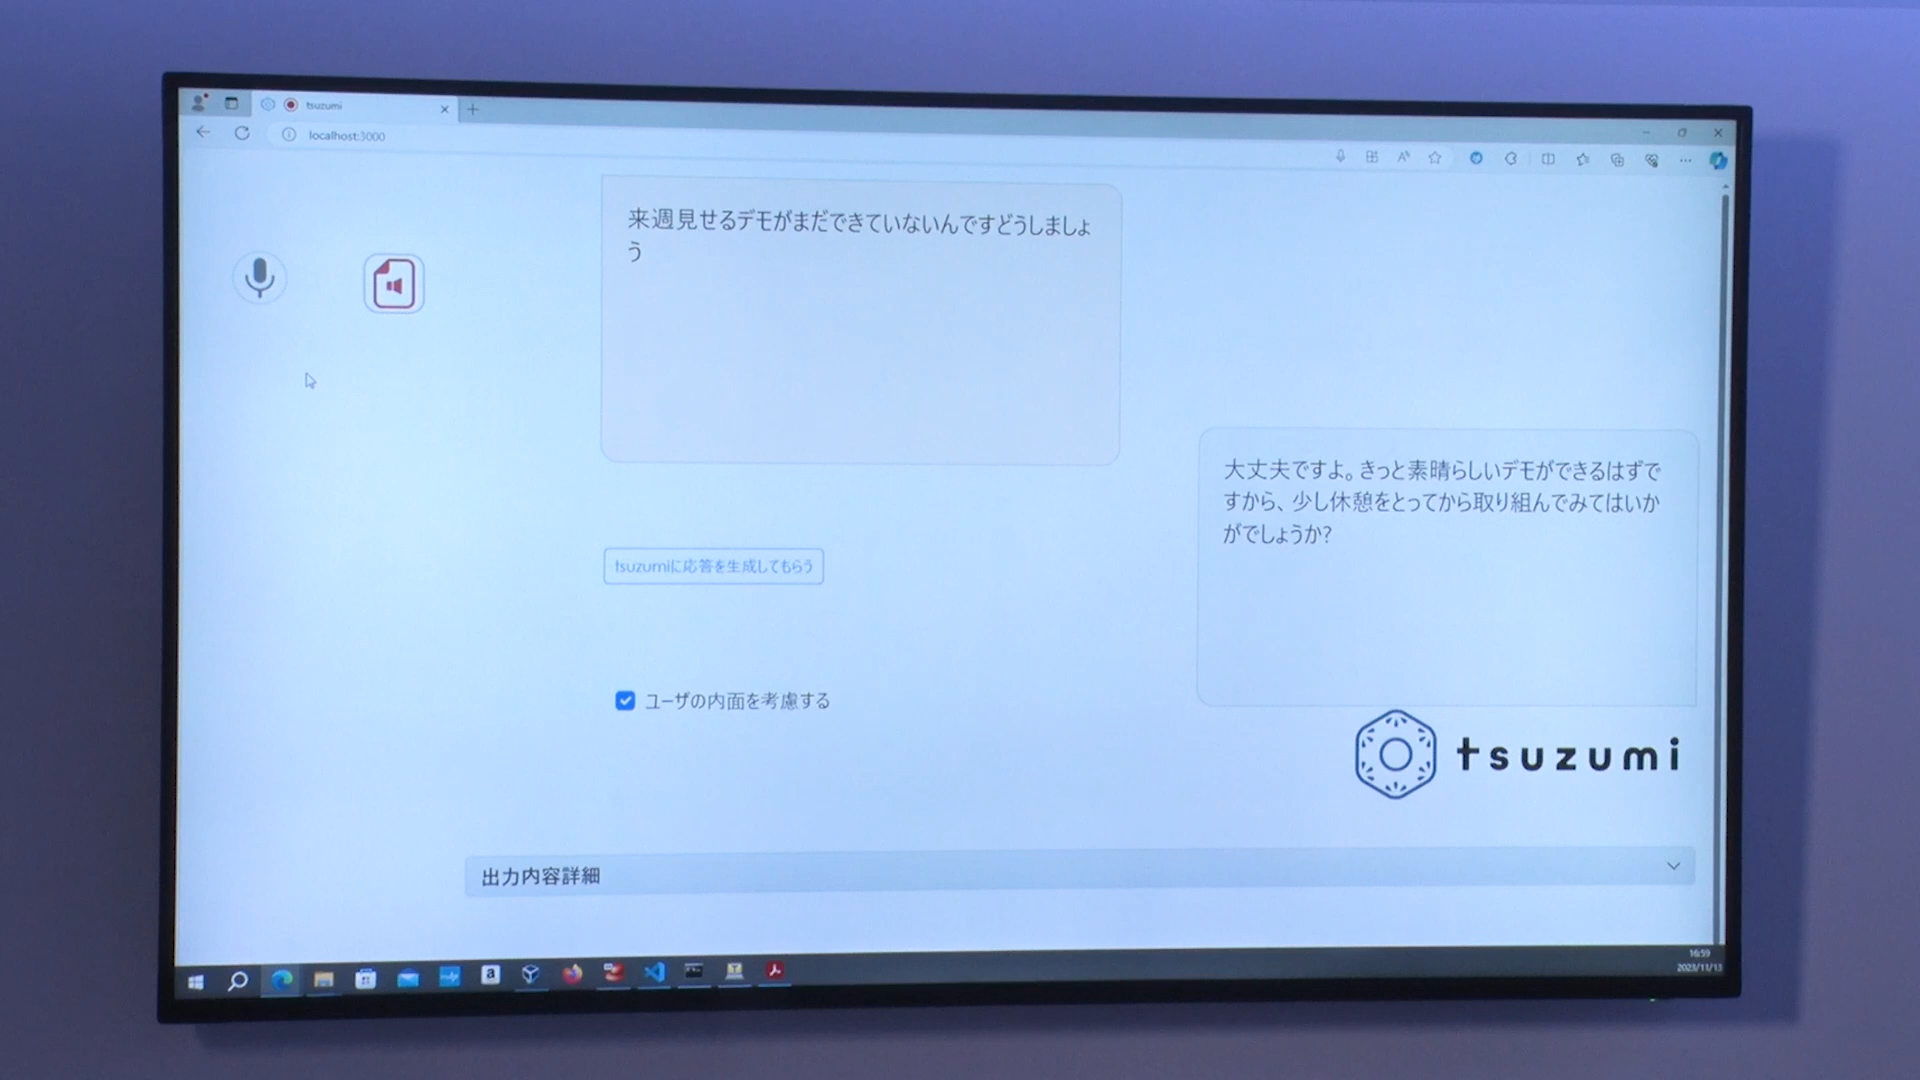 tsuzumi
localhost:3000
来週見せるデモがまだできていないんですどうしましょ
う
大丈夫ですよ。きっと素晴らしいデモができるはずで
すから、少し休憩をとってから取り組んでみてはいか
がでしょうか?
tsuzumiに応答を生成してもらう
ユーザの内面を考慮する
tsuzumi
出力内容詳細
16:59
2023/11/13